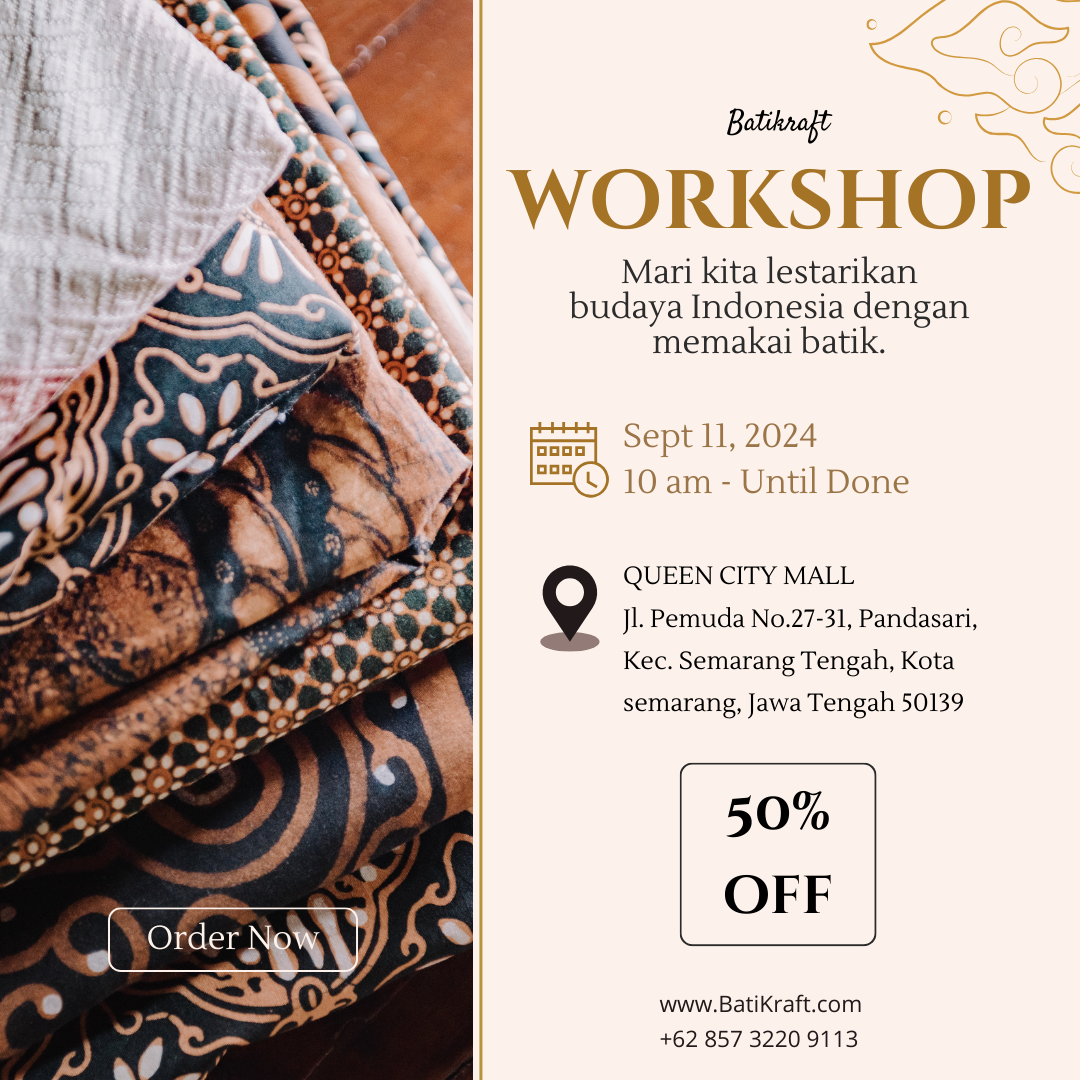 Batikraft
WORKSHOP
Mari kita lestarikan
budaya Indonesia dengan
memakai batik.
Sept 11, 2024
10 am - Until Done
QUEEN CITY MALL
Jl. Pemuda No.27-31, Pandasari,
Kec. Semarang Tengah, Kota
semarang, Jawa Tengah 50139
50%
OFF
Order Now
www.BatiKraft.com
+62 857 3220 9113